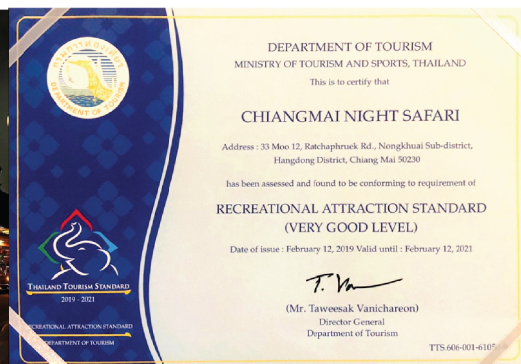 DEPARTMENT OF TOURISM
MINISTRY OF TOURISM AND SPORTS, THAILAND
This is to certify that
CHIANGMAI NIGHT SAFARI
Address : 33 Moo 12, Ratchaphruek Rd., Nongkhuai Sub-district,
Hangdong District, Chiang Mai 50230
has been assessed and found to be conforming to requirement of
RECREATIONAL ATTRACTION STANDARD
(VERY GOOD LEVEL)
Date of issue : February 12, 2019 Valid until : February 12, 2021
(Mr. Taweesak Vanichareon)
Director General
Department of Tourism
DEPARTMENT OF TOURISM
THAILAND TOURISM STANDARD
2019 - 2021
RECREATIONAL ATTRACTION STANDARD
DEPARTMENT OF TOURISM